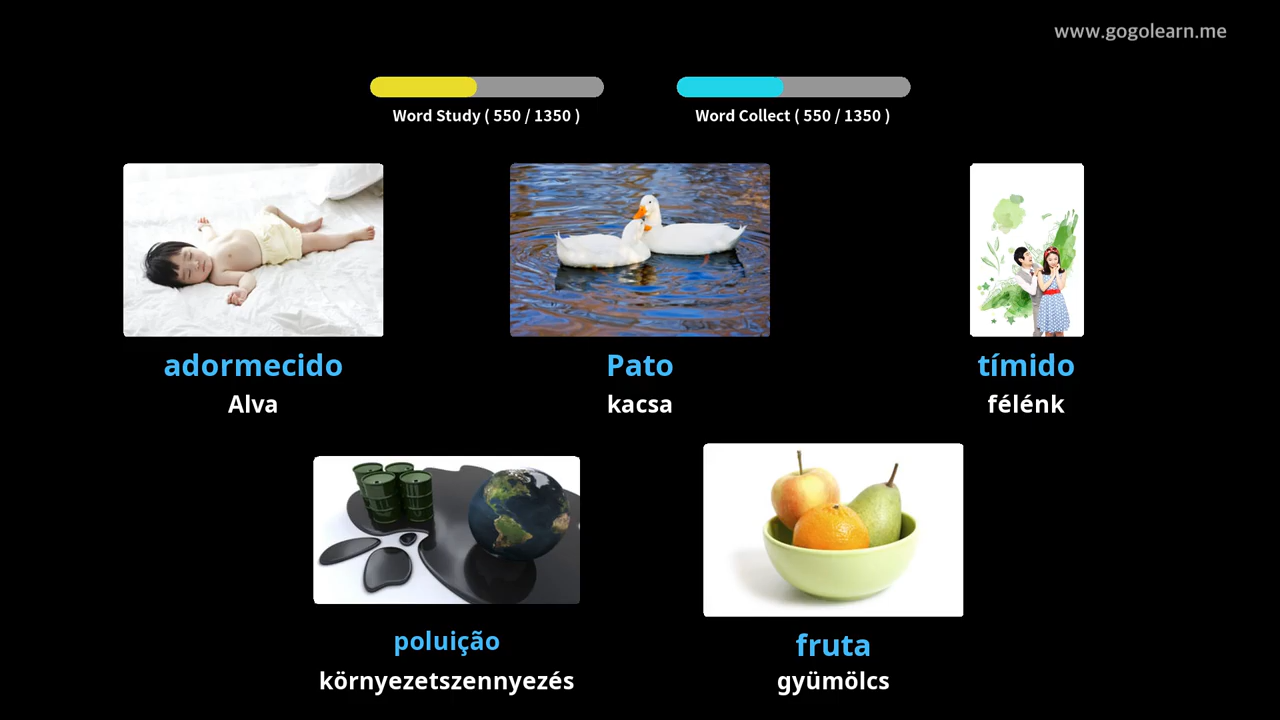 www.gogolearn.me
Word Study ( 550 / 1350 )
Word Collect ( 550 / 1350 )
adormecido
Alva
Pato
kacsa
tímido
félénk
poluição
környezetszennyezés
fruta
gyümölcs